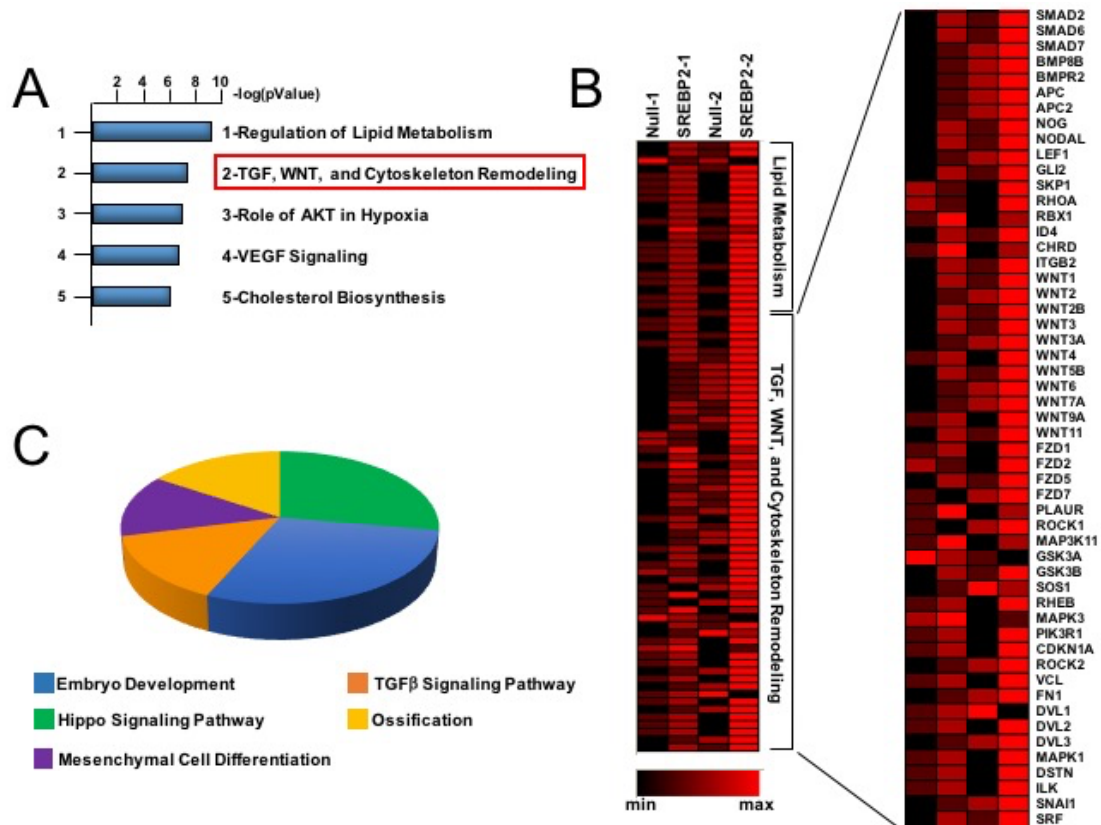 A
2 4 6 8 10
-log(pValue)
1
1-Regulation of Lipid Metabolism
2
2-TGF, WNT, and Cytoskeleton Remodeling
3
3-Role of AKT in Hypoxia
4
4-VEGF Signaling
5
5-Cholesterol Biosynthesis
B
Null-1
SREBP2-1
Null-2
SREBP2-2
Lipid Metabolism
TGF, WNT, and Cytoskeleton Remodeling
min max
SMAD2
SMAD6
SMAD7
BMP8B
BMPR2
APC
APC2
NOG
NODAL
LEF1
GLI2
SKP1
RHOA
RBX1
ID4
CHRD
ITGB2
WNT1
WNT2
WNT2B
WNT3
WNT3A
WNT4
WNT5B
WNT6
WNT7A
WNT9A
WNT11
FZD1
FZD2
FZD5
FZD7
PLAUR
ROCK1
MAP3K11
GSK3A
GSK3B
SOS1
RHEB
MAPK3
PIK3R1
CDKN1A
ROCK2
VCL
FN1
DVL1
DVL2
DVL3
MAPK1
DSTN
ILK
SNAI1
SRF
C
Embryo Development
TGFβ Signaling Pathway
Hippo Signaling Pathway
Ossification
Mesenchymal Cell Differentiation